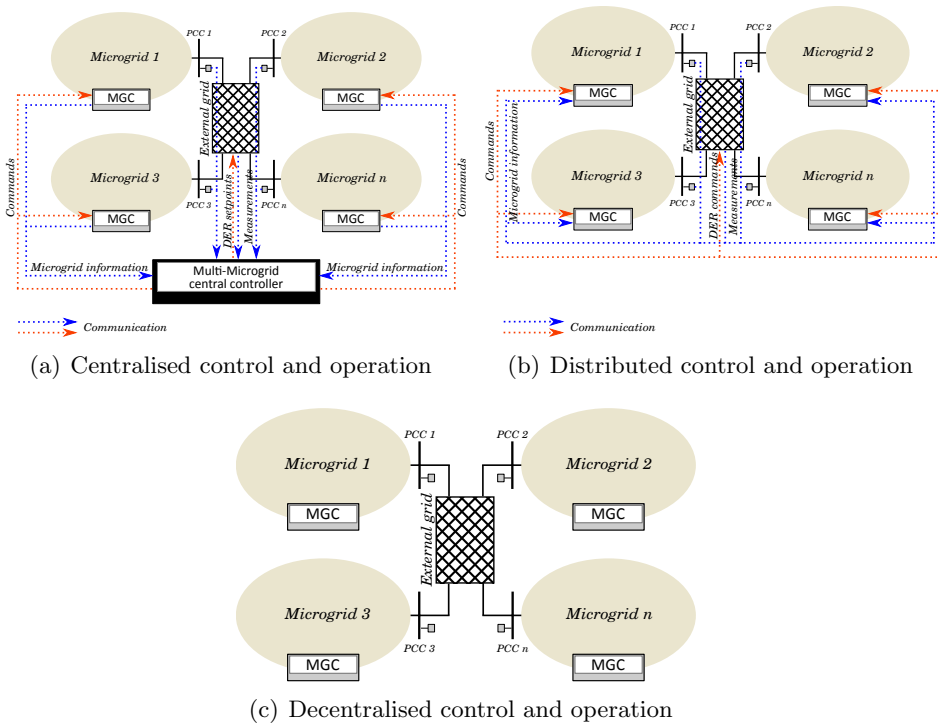 PCC 1
PCC 2
Microgrid 1
Microgrid 2
MGC
MGC
External grid
Microgrid 3
Microgrid n
MGC
MGC
PCC 3
PCC n
Commands
Commands
DER setpoints
Measurements
Microgrid information
Microgrid information
Multi-Microgrid
central controller
Communication
(a) Centralised control and operation
PCC 1
PCC 2
Microgrid 1
Microgrid 2
MGC
MGC
External grid
Microgrid 3
Microgrid n
MGC
MGC
PCC 3
PCC n
Commands
Microgrid information
DER commands
Measurements
Communication
(b) Distributed control and operation
PCC 1
PCC 2
Microgrid 1
Microgrid 2
MGC
MGC
External grid
Microgrid 3
Microgrid n
PCC 3
PCC n
MGC
MGC
(c) Decentralised control and operation